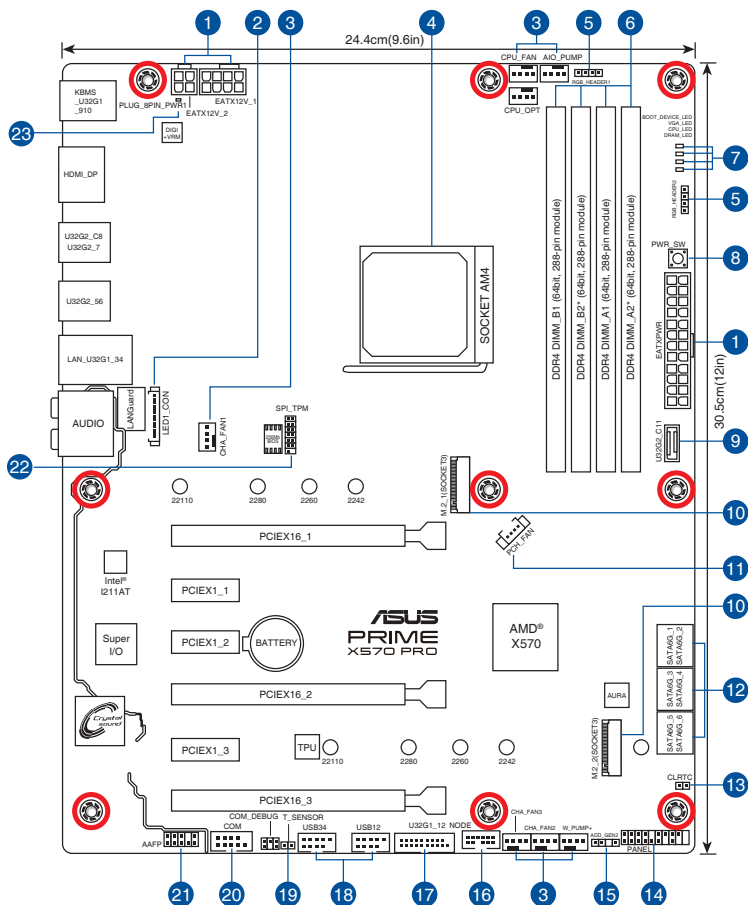 1
2
3
4
3
5
6
24.4cm(9.6in)
CPU_FAN
AIO_PUMP
RGB_HEADER1
KBMS
_U32G1
_910
PLUG_8PIN_PWR1
EATX12V_1
EATX12V_2
CPU_OPT
23
DIGI
+VRM
BOOT_DEVICE_LED
VGA_LED
CPU_LED
DRAM_LED
7
HDMI_DP
RGB_HEADER2
5
U32G2_C8
U32G2_7
PWR_SW
8
U32G2_56
SOCKET AM4
DDR4 DIMM_B1 (64bit, 288-pin module)
DDR4 DIMM_B2* (64bit, 288-pin module)
DDR4 DIMM_A1 (64bit, 288-pin module)
DDR4 DIMM_A2* (64bit, 288-pin module)
EATXPWR
1
30.5cm(12in)
LAN_U32G1_34
AUDIO
LANGuard
LED1_CON
CHA_FAN1
SPI_TPM
256Mb
BIOS
U32G2_C11
9
22
22110
2280
2260
2242
M.2_1(SOCKET3)
10
PCIEX16_1
PCH_FAN
11
Intel®
I211AT
PCIEX1_1
10
Super
I/O
PCIEX1_2
BATTERY
ASUS
PRIME
X570 PRO
AMD®
X570
SATA6G_1
SATA6G_2
SATA6G_3
SATA6G_4
SATA6G_5
SATA6G_6
12
PCIEX16_2
AURA
Crystal
sound
PCIEX1_3
TPU
22110
2280
2260
2242
M.2_2(SOCKET3)
CLRTC
13
PCIEX16_3
AAFP
COM
COM_DEBUG
T_SENSOR
USB34
USB12
U32G1_12
NODE
CHA_FAN3
CHA_FAN2
W_PUMP+
ADD_GEN2
PANEL
21
20
19
18
17
16
3
15
14